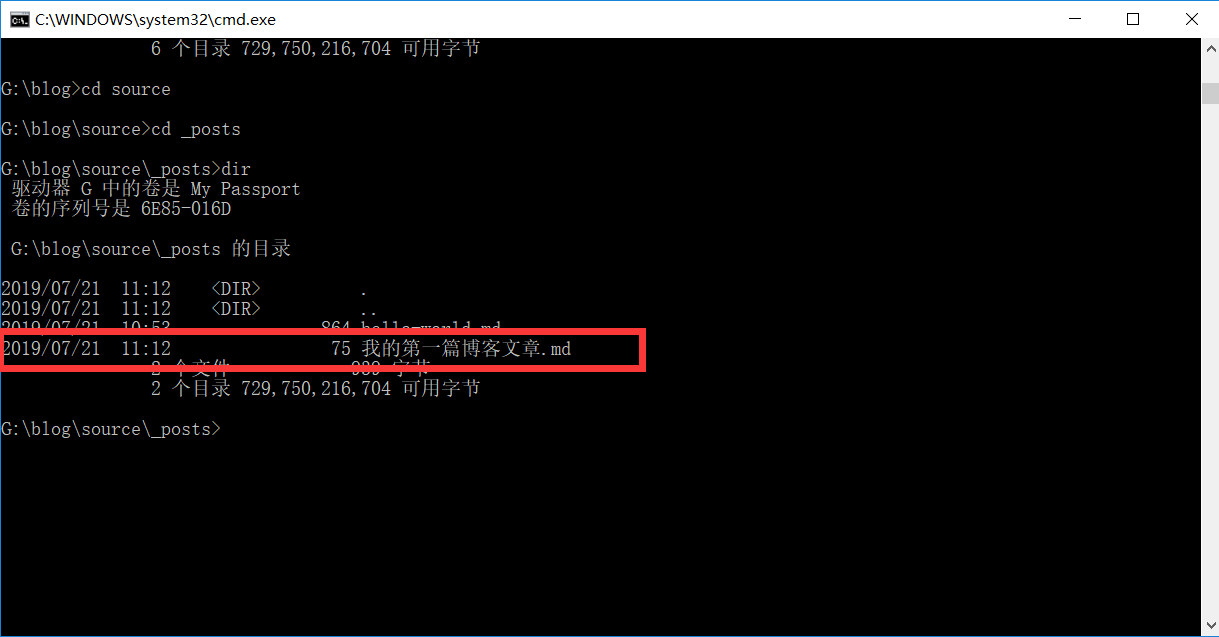 C:\WINDOWS\system32\cmd.exe
6 个目录 729,750,216,704 可用字节
G:\blog>cd source
G:\blog\source>cd _posts
G:\blog\source\_posts>dir
驱动器 G 中的卷是 My Passport
卷的序列号是 6E85-016D
G:\blog\source\_posts 的目录
2019/07/21 11:12 <DIR> .
2019/07/21 11:12 <DIR> ..
2019/07/21 10:53 864 hello-world.md
2019/07/21 11:12 75 我的第一篇博客文章.md
2 个文件 939 字节
2 个目录 729,750,216,704 可用字节
G:\blog\source\_posts>